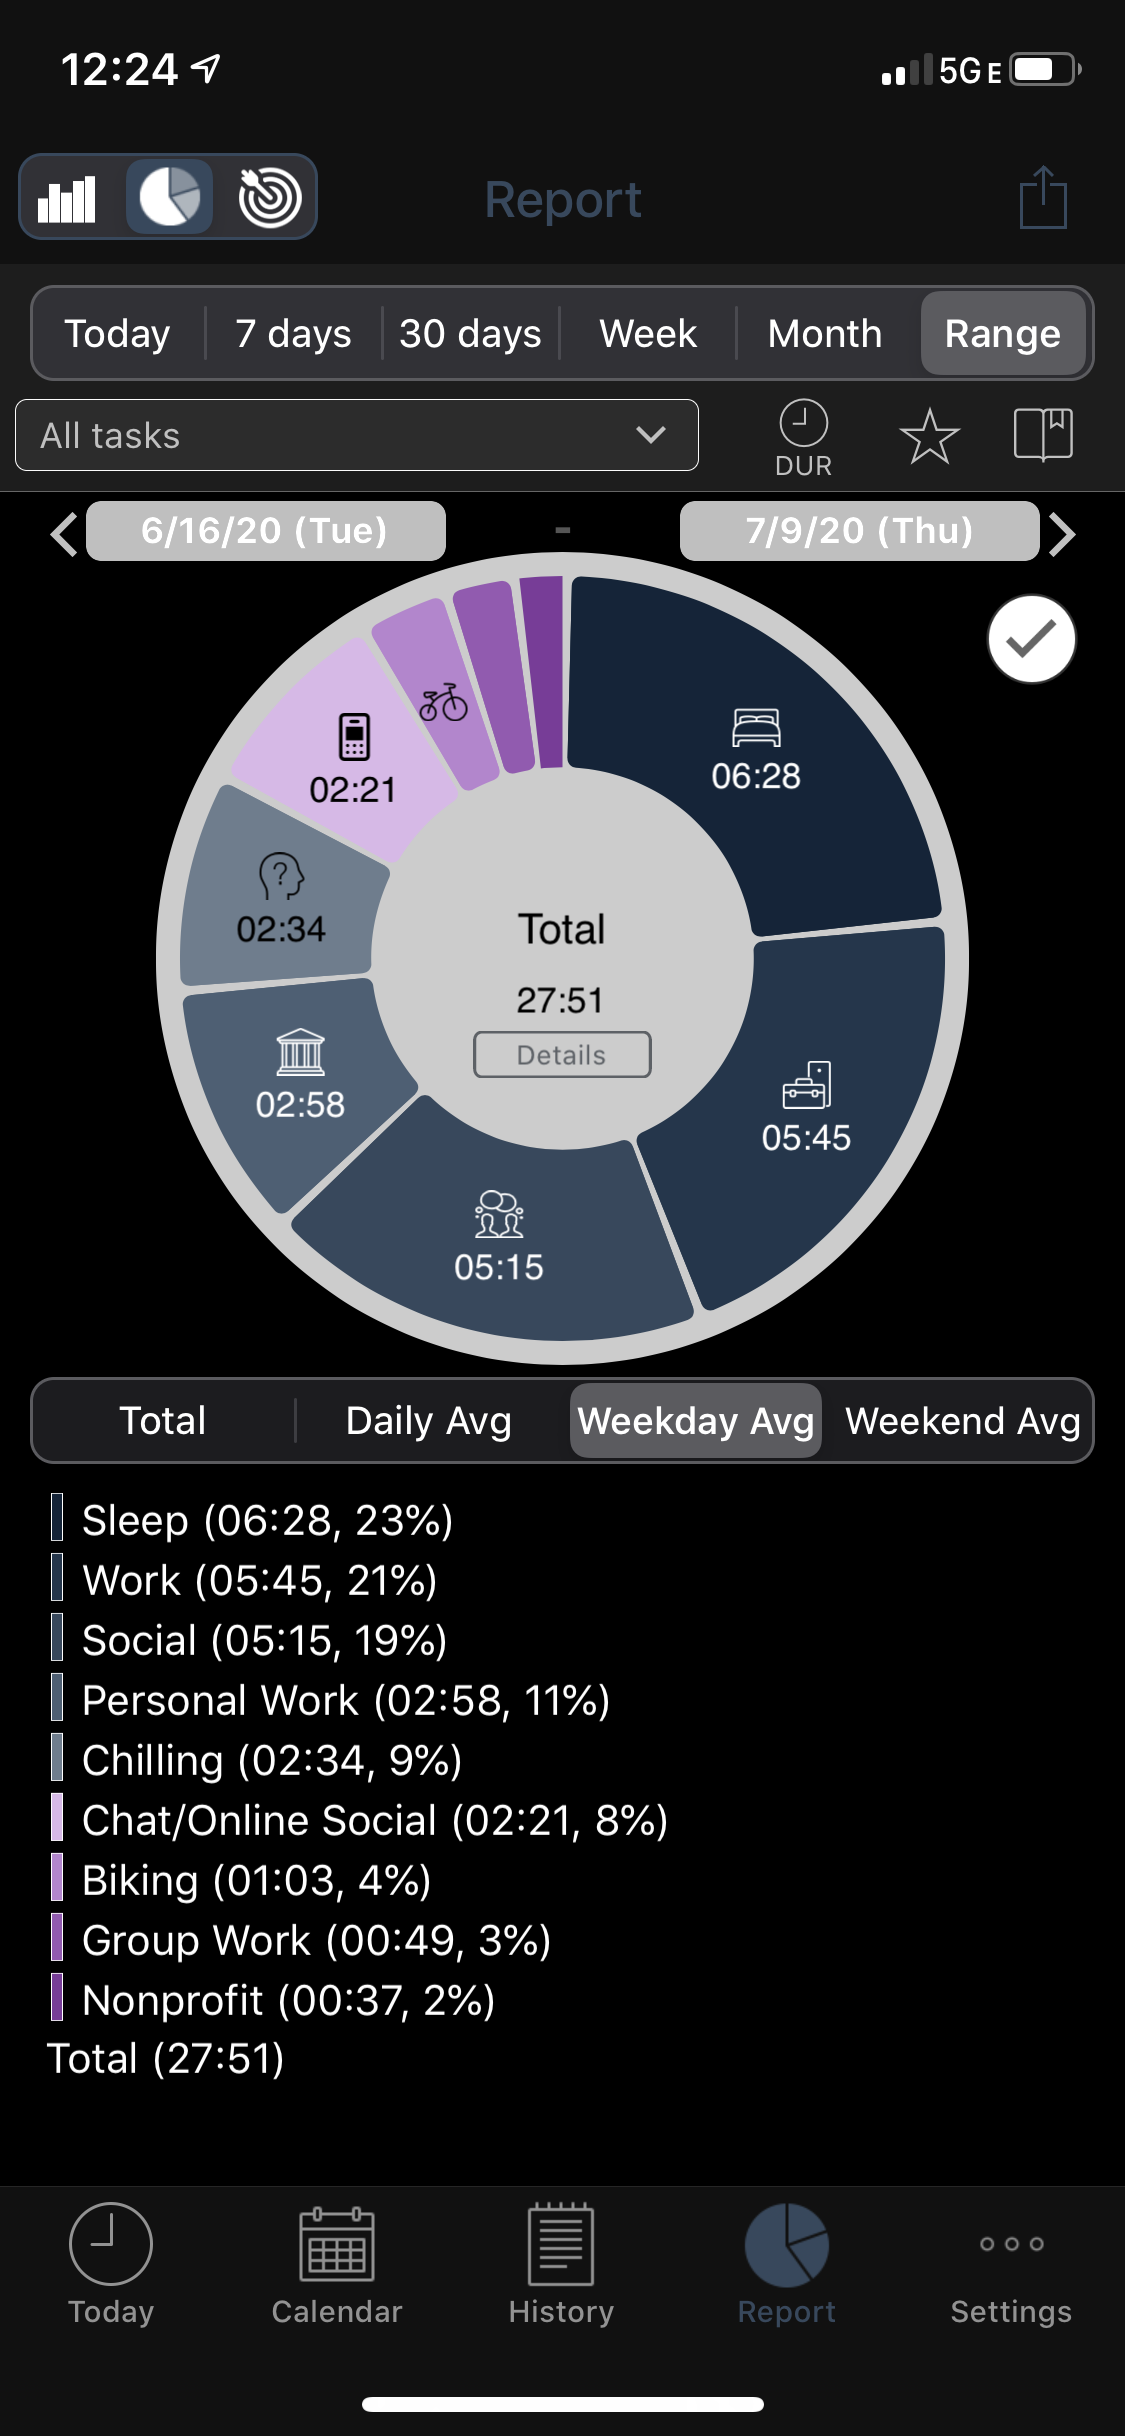 12:24
5G E
Report
Today 7 days 30 days Week Month Range
All tasks
DUR
6/16/20 (Tue) - 7/9/20 (Thu)
06:28
02:21
?
02:34
Total
27:51
Details
02:58
05:45
05:15
Total Daily Avg Weekday Avg Weekend Avg
Sleep (06:28, 23%)
Work (05:45, 21%)
Social (05:15, 19%)
Personal Work (02:58, 11%)
Chilling (02:34, 9%)
Chat/Online Social (02:21, 8%)
Biking (01:03, 4%)
Group Work (00:49, 3%)
Nonprofit (00:37, 2%)
Total (27:51)
Today Calendar History Report Settings